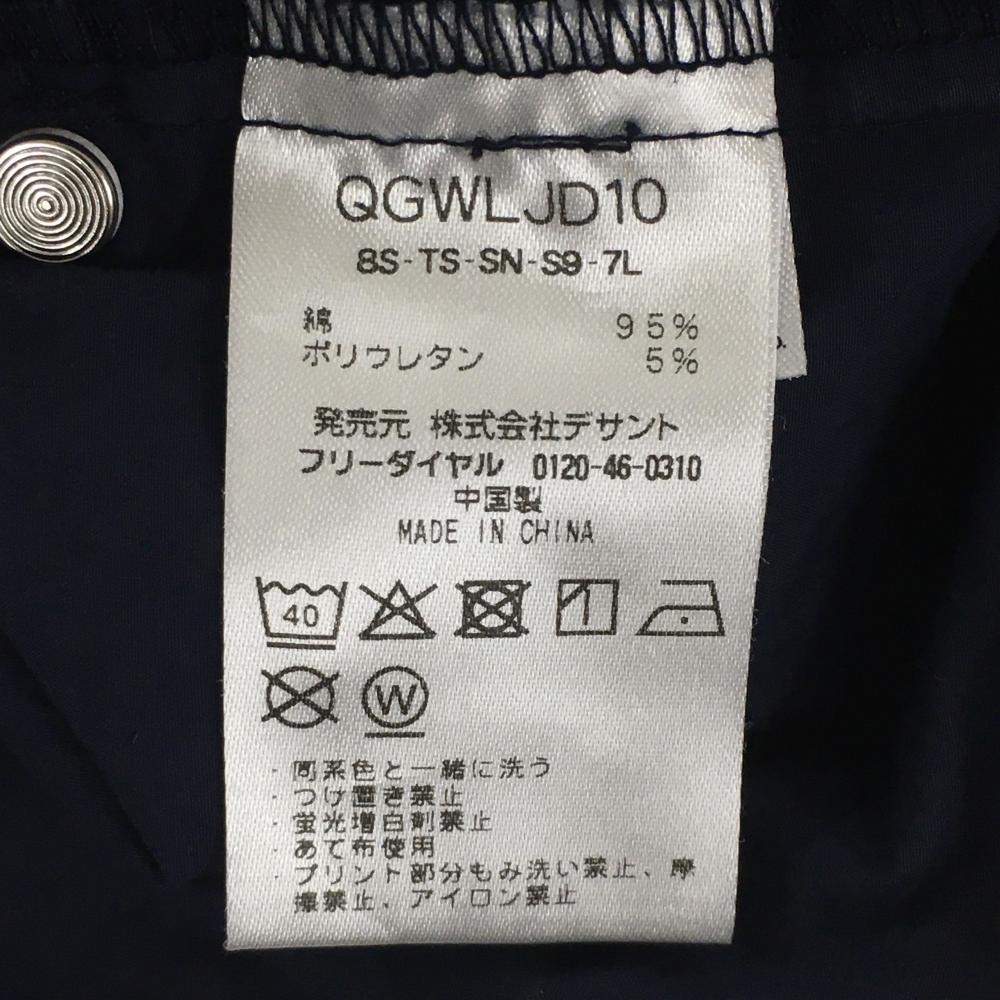 QGWLJD10
8S-TS-SN-S9-7L
綿 95%
ポリウレタン 5%
発売元 株式会社デサント
フリーダイヤル 0120-46-0310
中国製
MADE IN CHINA
40
W
・同系色と一緒に洗う
・つけ置き禁止
・蛍光増白剤禁止
・あて布使用
・プリント部分もみ洗い禁止、摩
擦禁止、アイロン禁止